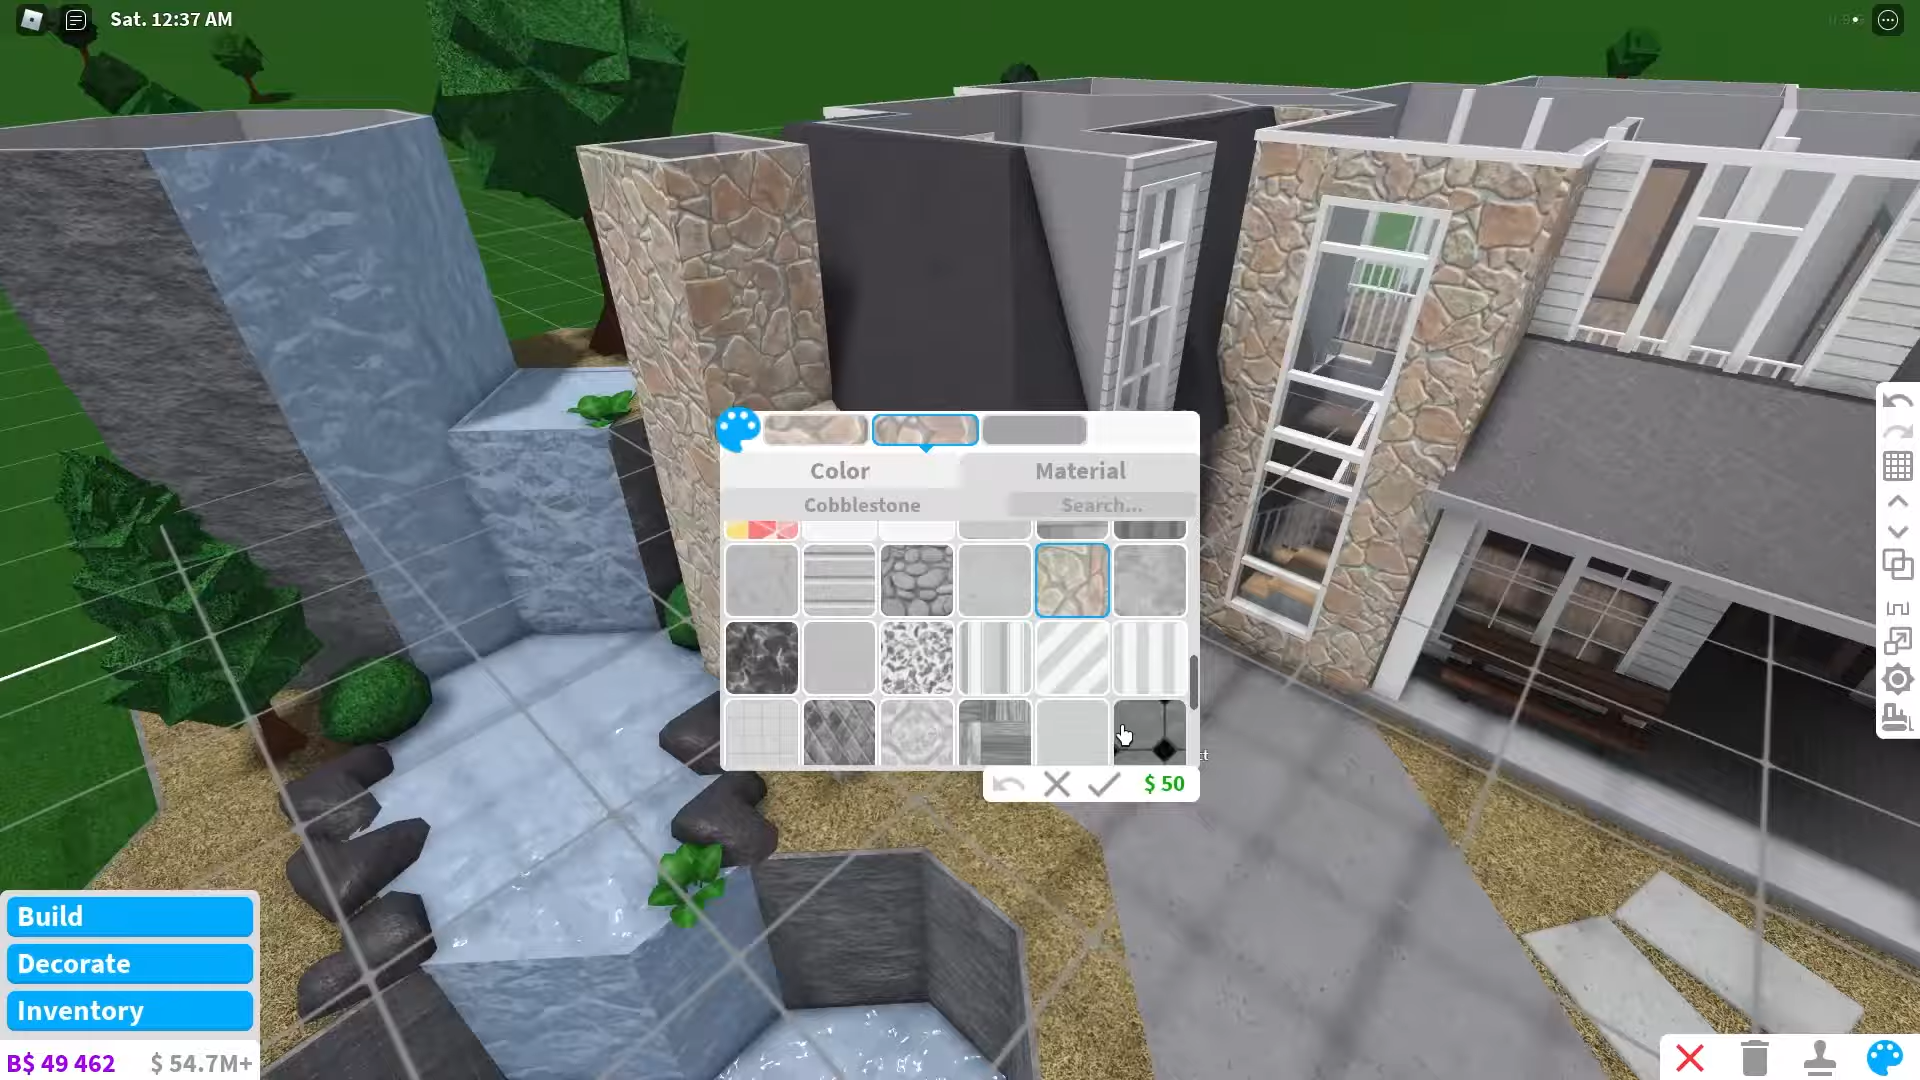 Sat. 12:37 AM
Color
Material
Cobblestone
Search...
$ 50
Build
Decorate
Inventory
B$ 49 462
$ 54.7M+